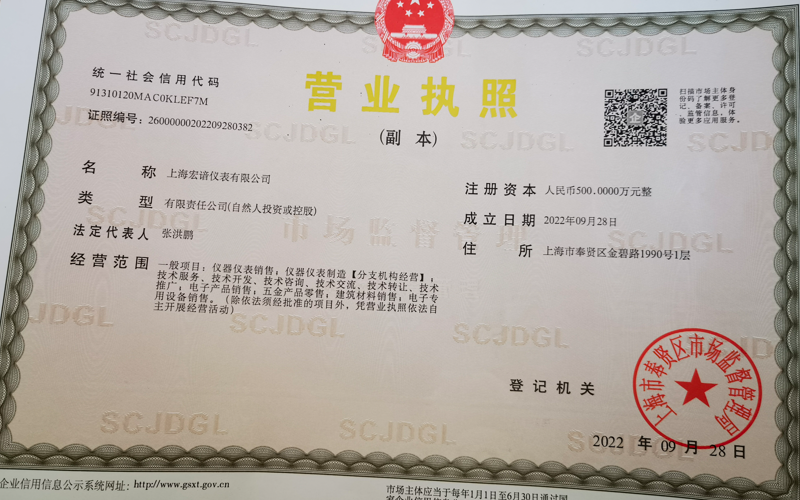 统一社会信用代码
91310120MAC0KLEF7M
证照编号：26000000202209280382
营业执照
(副 本)
扫描市场主体身
份码了解更多登
记、备案、许可
、监管信息，体
验更多应用服务。
名 称 上海宏谙仪表有限公司
类 型 有限责任公司(自然人投资或控股)
法定代表人 张洪鹏
经营范围 一般项目：仪器仪表销售；仪器仪表制造【分支机构经营】；
技术服务、技术开发、技术咨询、技术交流、技术转让、技术
推广；电子产品销售；五金产品零售；建筑材料销售；电子专
用设备销售。（除依法须经批准的项目外，凭营业执照依法自
主开展经营活动）
注册资本 人民币500.0000万元整
成立日期 2022年09月28日
住 所 上海市奉贤区金碧路1990号1层
登记机关
上海市奉贤区市场监督管理局
2022 年 09 月 28 日
企业信用信息公示系统网址：http://www.gsxt.gov.cn
市场主体应当于每年1月1日至6月30日通过国
SCJDGL
SCJDGL
SCJDGL
SCJDGL
SCJDGL
SCJDGL
SCJDGL
市场监督管理